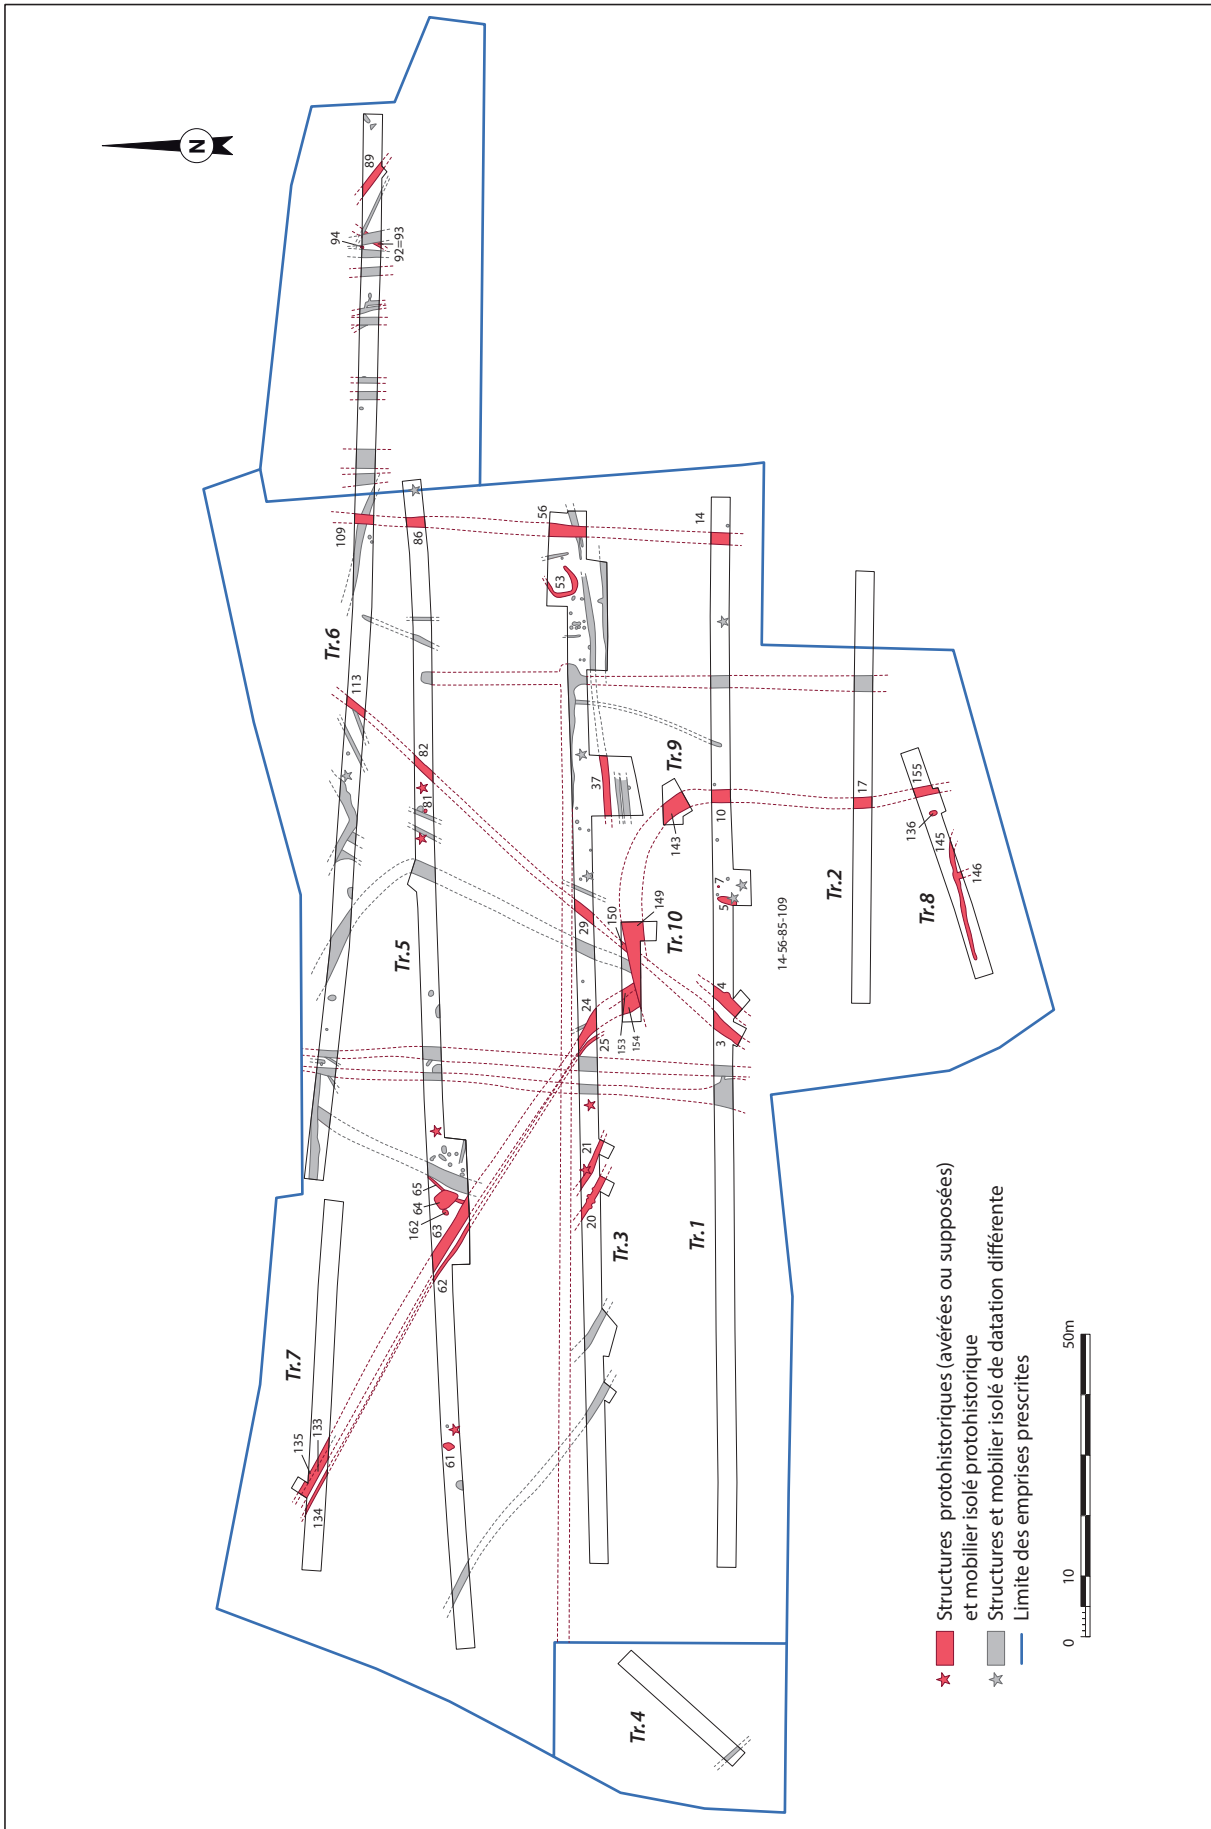 N
89
94
92=93
109
86
56
14
53
Tr.6
113
82
81
37
Tr.9
143
10
17
155
136
145
146
Tr.8
Tr.2
7
5
14-56-85-109
150
149
Tr.10
29
24
25
153
154
4
3
Tr.5
21
20
Tr.3
Tr.1
65
64
162
63
62
Tr.7
135
133
134
61
Tr.4
Structures protohistoriques (avérées ou supposées)
et mobilier isolé protohistorique
Structures et mobilier isolé de datation différente
Limite des emprises prescrites
0
10
50m